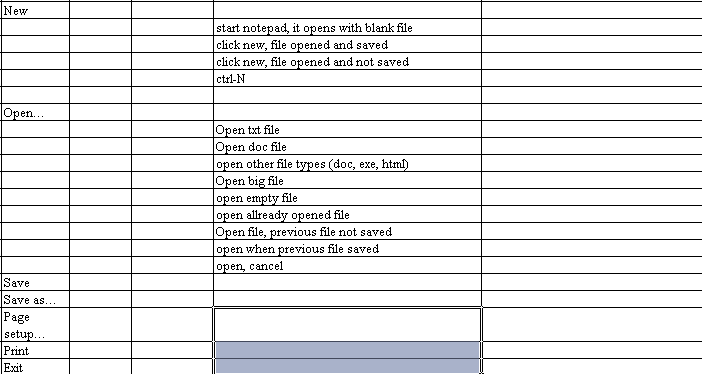 New
start notepad, it opens with blank file
click new, file opened and saved
click new, file opened and not saved
ctrl-N
Open...
Open txt file
Open doc file
open other file types (doc, exe, html)
Open big file
open empty file
open allready opened file
Open file, previous file not saved
open when previous file saved
open, cancel
Save
Save as...
Page
setup...
Print
Exit